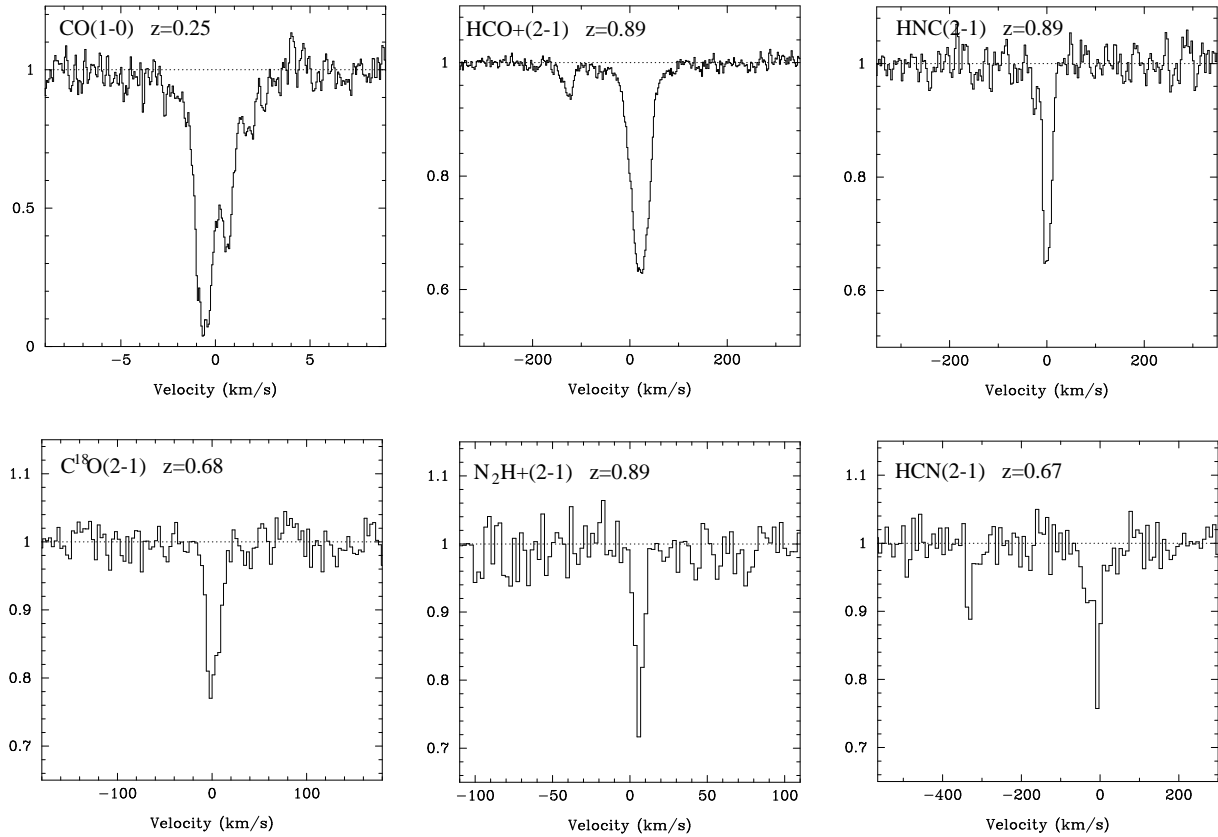 CO(1-0) z=0.25
1
0.5
0
−5 0 5
Velocity (km/s)
HCO+(2-1) z=0.89
1
0.8
0.6
−200 0 200
Velocity (km/s)
HNC(2-1) z=0.89
1
0.8
0.6
−200 0 200
Velocity (km/s)
C¹⁸O(2-1) z=0.68
1.1
1
0.9
0.8
0.7
−100 0 100
Velocity (km/s)
N₂H+(2-1) z=0.89
1.1
1
0.9
0.8
0.7
−100 −50 0 50 100
Velocity (km/s)
HCN(2-1) z=0.67
1.1
1
0.9
0.8
0.7
−400 −200 0 200
Velocity (km/s)